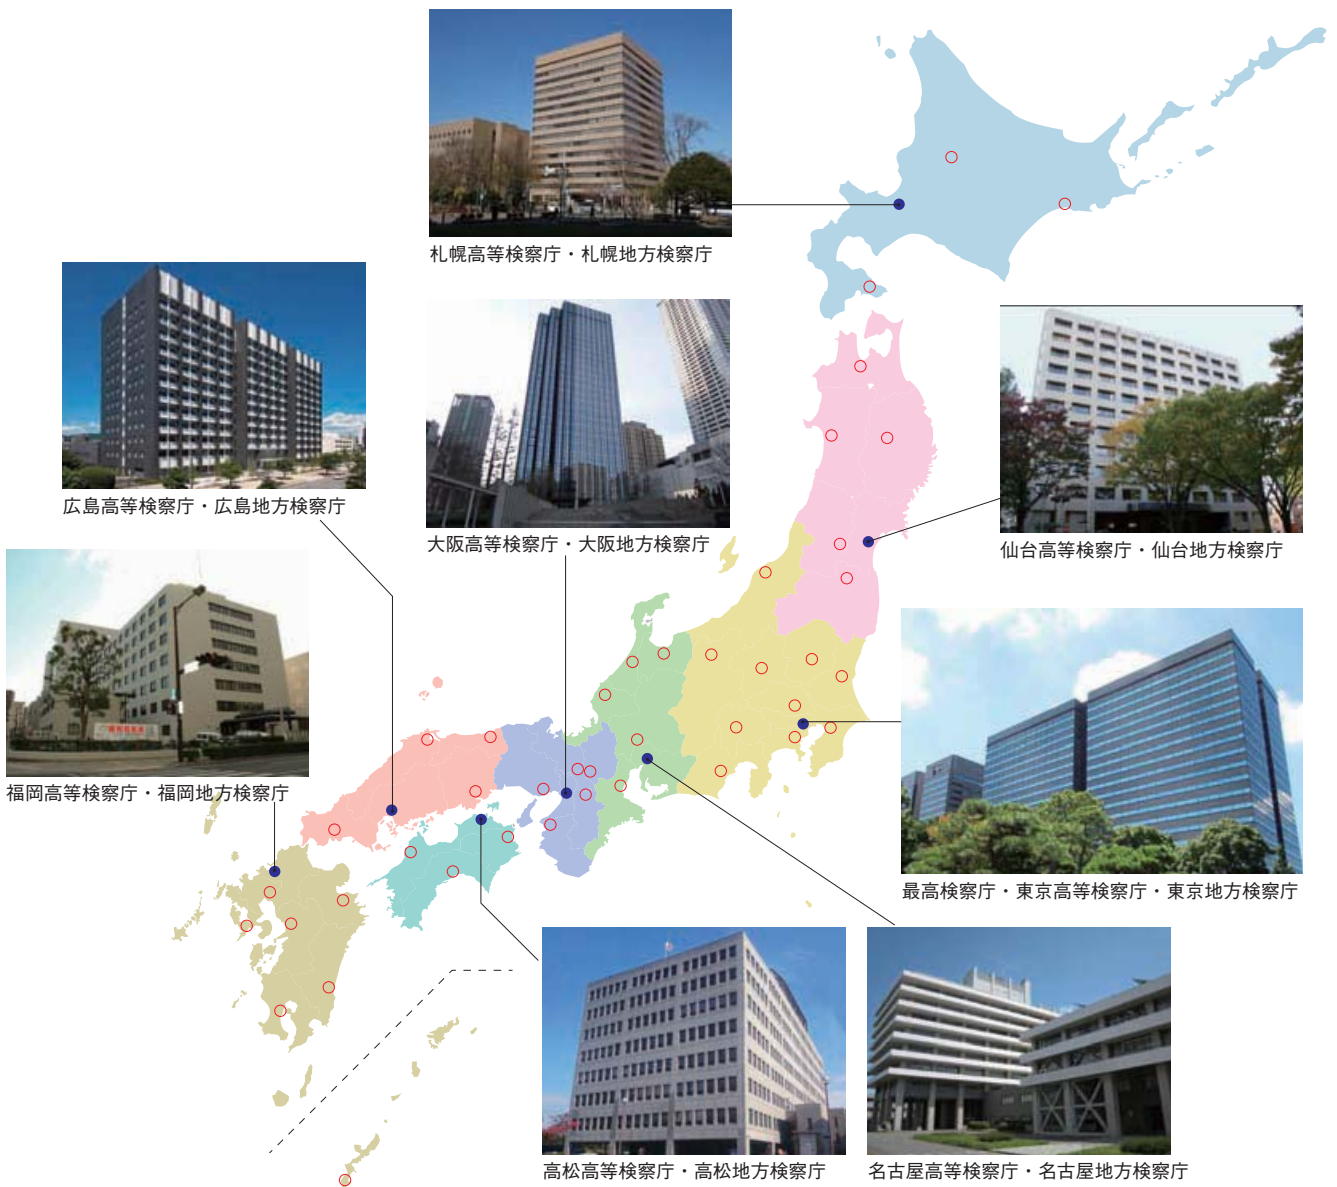 札幌高等検察庁・札幌地方検察庁
広島高等検察庁・広島地方検察庁
大阪高等検察庁・大阪地方検察庁
仙台高等検察庁・仙台地方検察庁
福岡高等検察庁・福岡地方検察庁
最高検察庁・東京高等検察庁・東京地方検察庁
高松高等検察庁・高松地方検察庁
名古屋高等検察庁・名古屋地方検察庁